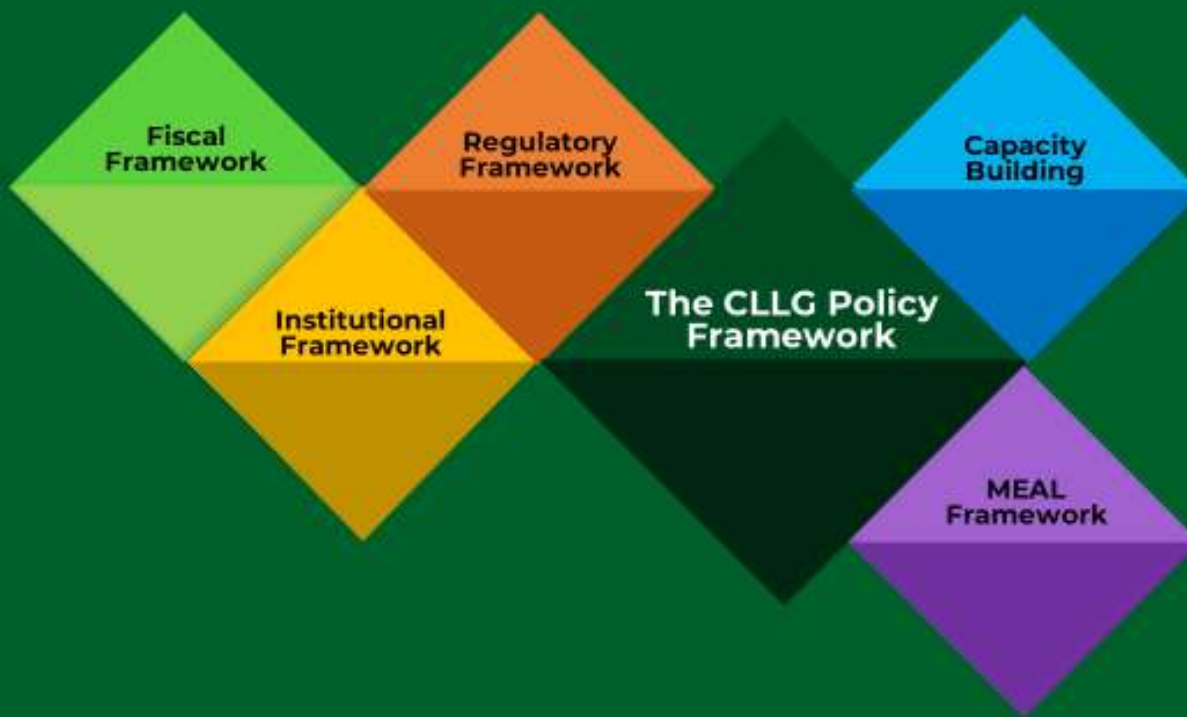 Fiscal
Framework
Regulatory
Framework
Capacity
Building
Institutional
Framework
The CLLG Policy
Framework
MEAL
Framework